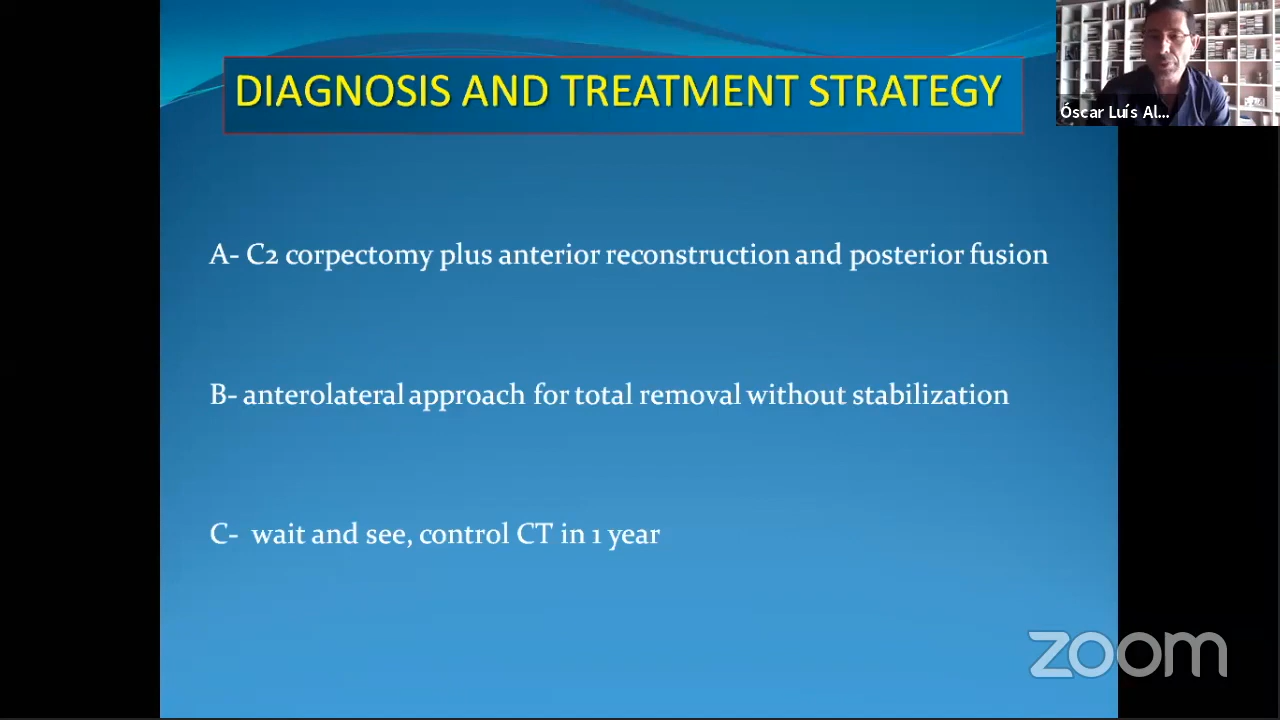 DIAGNOSIS AND TREATMENT STRATEGY
Óscar Luís Al...
A- C2 corpectomy plus anterior reconstruction and posterior fusion
B- anterolateral approach for total removal without stabilization
C- wait and see, control CT in 1 year
zoom